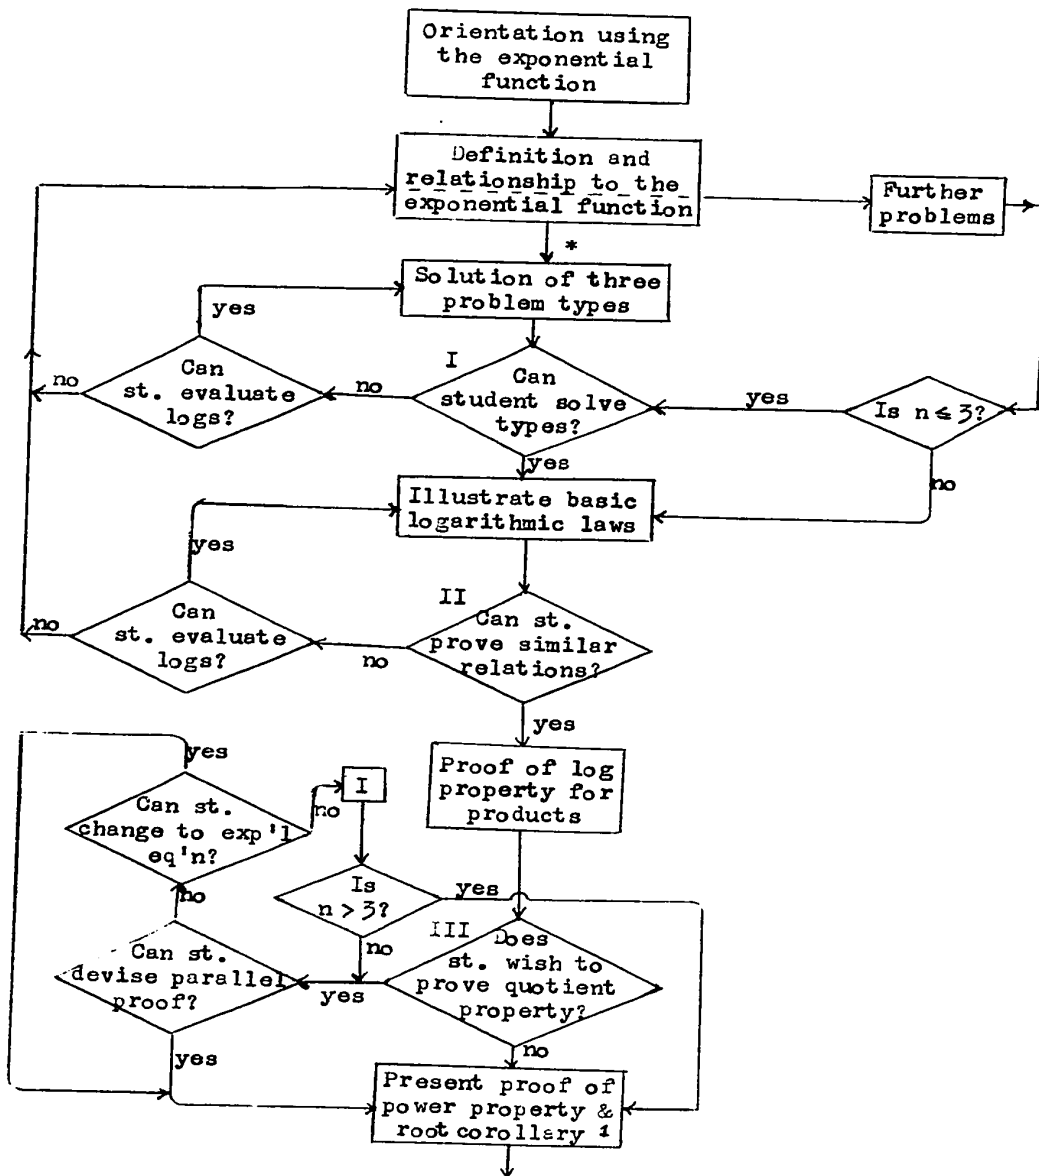 Orientation using
the exponential
function
Definition and
relationship to the
exponential function
Further
problems
*
Solution of three
problem types
yes
I
Can
student solve
types?
no
Can
st. evaluate
logs?
no
yes
Is n ≤ 3?
yes
no
Illustrate basic
logarithmic laws
yes
II
Can st.
prove similar
relations?
no
Can
st. evaluate
logs?
no
yes
Proof of log
property for
products
yes
Can st.
change to exp'l
eq'n?
no
I
Is
n > 3?
yes
no
no
III
Does
st. wish to
prove quotient
property?
yes
Can st.
devise parallel
proof?
yes
no
Present proof of
power property &
root corollary 1